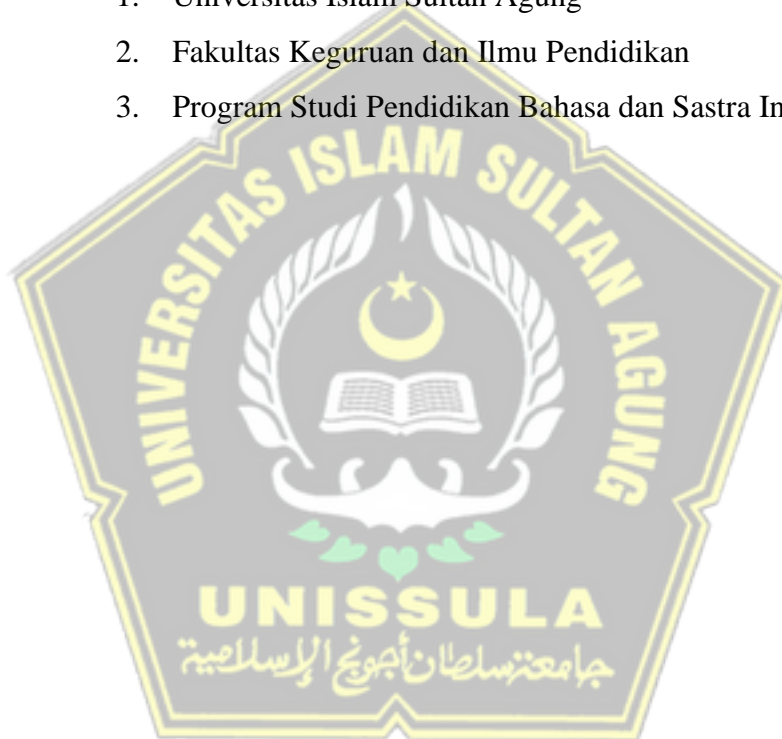 1. Universitas Islam Sultan Agung
2. Fakultas Keguruan dan Ilmu Pendidikan
3. Program Studi Pendidikan Bahasa dan Sastra In
UNIVERSITAS ISLAM SULTAN AGUNG
UNISSULA
جامعة سلطان أجونج الإسلامية